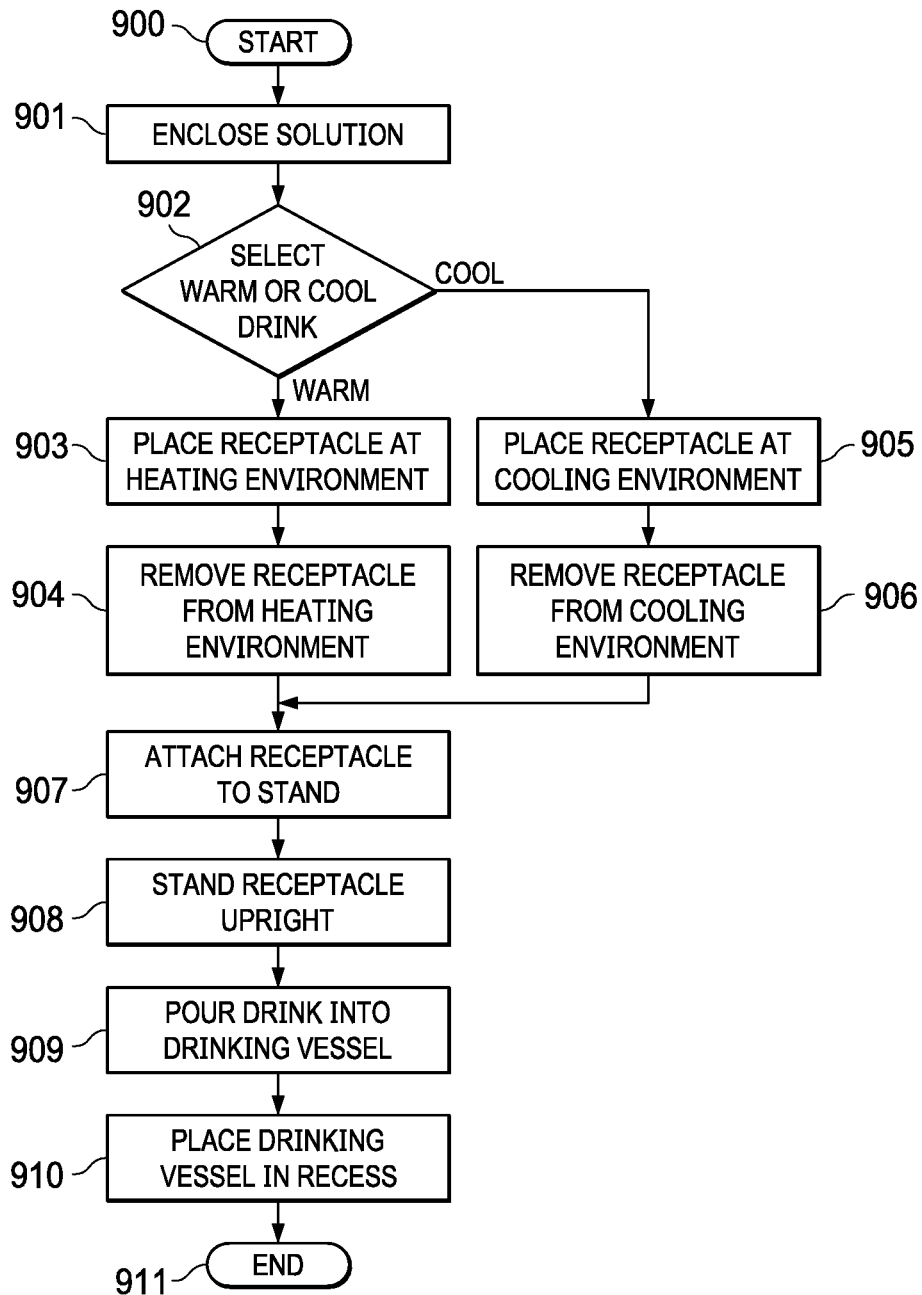 900
START
901
ENCLOSE SOLUTION
902
SELECT
WARM OR COOL
DRINK
COOL
WARM
903
PLACE RECEPTACLE AT
HEATING ENVIRONMENT
PLACE RECEPTACLE AT
COOLING ENVIRONMENT
905
904
REMOVE RECEPTACLE
FROM HEATING
ENVIRONMENT
REMOVE RECEPTACLE
FROM COOLING
ENVIRONMENT
906
907
ATTACH RECEPTACLE
TO STAND
908
STAND RECEPTACLE
UPRIGHT
909
POUR DRINK INTO
DRINKING VESSEL
910
PLACE DRINKING
VESSEL IN RECESS
911
END